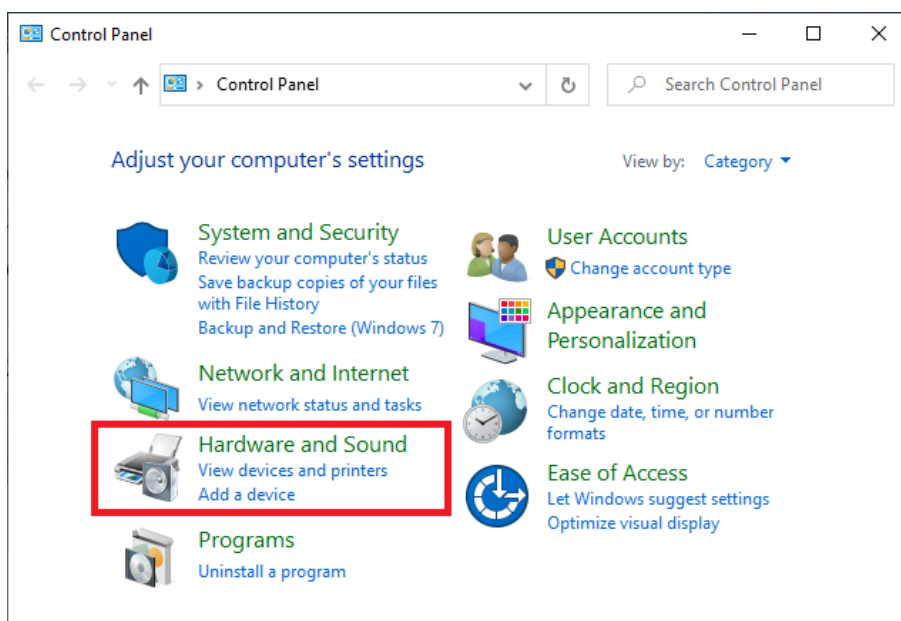 Control Panel
Control Panel
Search Control Panel
Adjust your computer's settings
View by: Category
System and Security
Review your computer's status
Save backup copies of your files
with File History
Backup and Restore (Windows 7)
Network and Internet
View network status and tasks
Hardware and Sound
View devices and printers
Add a device
Programs
Uninstall a program
User Accounts
Change account type
Appearance and
Personalization
Clock and Region
Change date, time, or number
formats
Ease of Access
Let Windows suggest settings
Optimize visual display